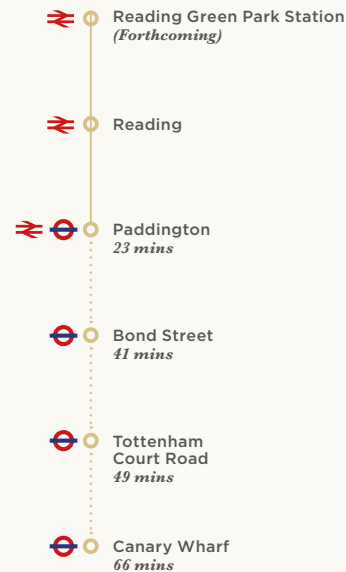 Reading Green Park Station
(Forthcoming)
Reading
Paddington
23 mins
Bond Street
41 mins
Tottenham
Court Road
49 mins
Canary Wharf
66 mins